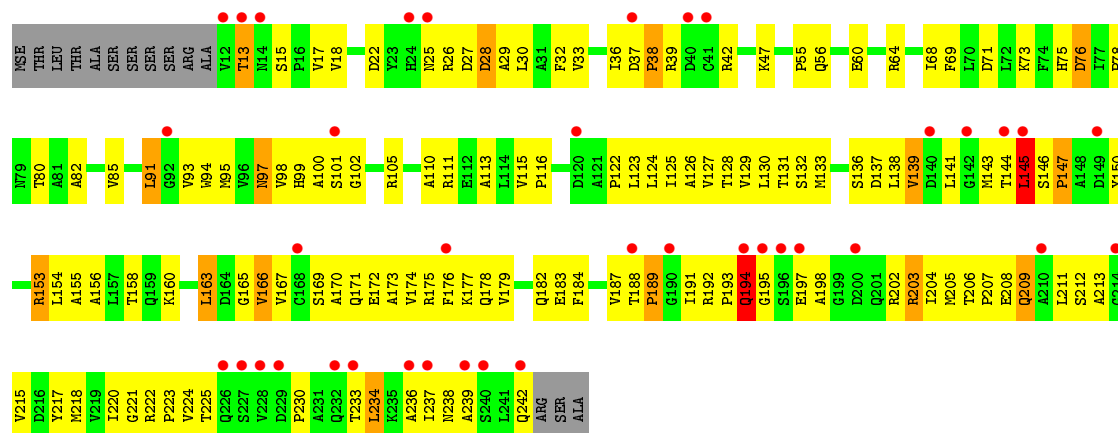 MSE THR LEU THR ALA SER SER SER SER ARG ALA V12 T13 N14 S15 P16 V17 V18 D22 Y23 H24 N25 R26 D27 D28 A29 L30 A31 F32 V33 I36 D37 P38 R39 D40 C41 R42 K47 P55 Q56 E60 R64 I68 F69 L70 D71 L72 K73 F74 H75 D76 I77
N79 T80 A81 A82 V85 L91 G92 V93 W94 M95 V96 N97 V98 H99 A100 S101 G102 R105 A110 R111 E112 A113 L114 V115 P116 D120 A121 P122 L123 L124 I125 A126 V127 T128 V129 L130 T131 S132 M133 S136 D137 L138 V139 D140 L141 G142 M143 T144 L145 S146 P147 A148 D149
R153 L154 A155 A156 L157 T158 Q159 K160 L163 D164 G165 V166 V167 C168 S169 A170 Q171 E172 A173 V174 R175 F176 K177 Q178 V179 Q182 E183 F184 V187 T188 P189 G190 I191 R192 P193 Q194 G195 S196 E197 A198 G199 D200 Q201 R202 R203 I204 M205 T206 P207 E208 Q209 A210 L211 S212 A213
V215 D216 Y217 M218 V219 I220 G221 R222 P223 V224 T225 Q226 S227 V228 D229 P230 A231 Q232 T233 L234 K235 A236 I237 N238 A239 S240 L241 Q242 ARG SER ALA